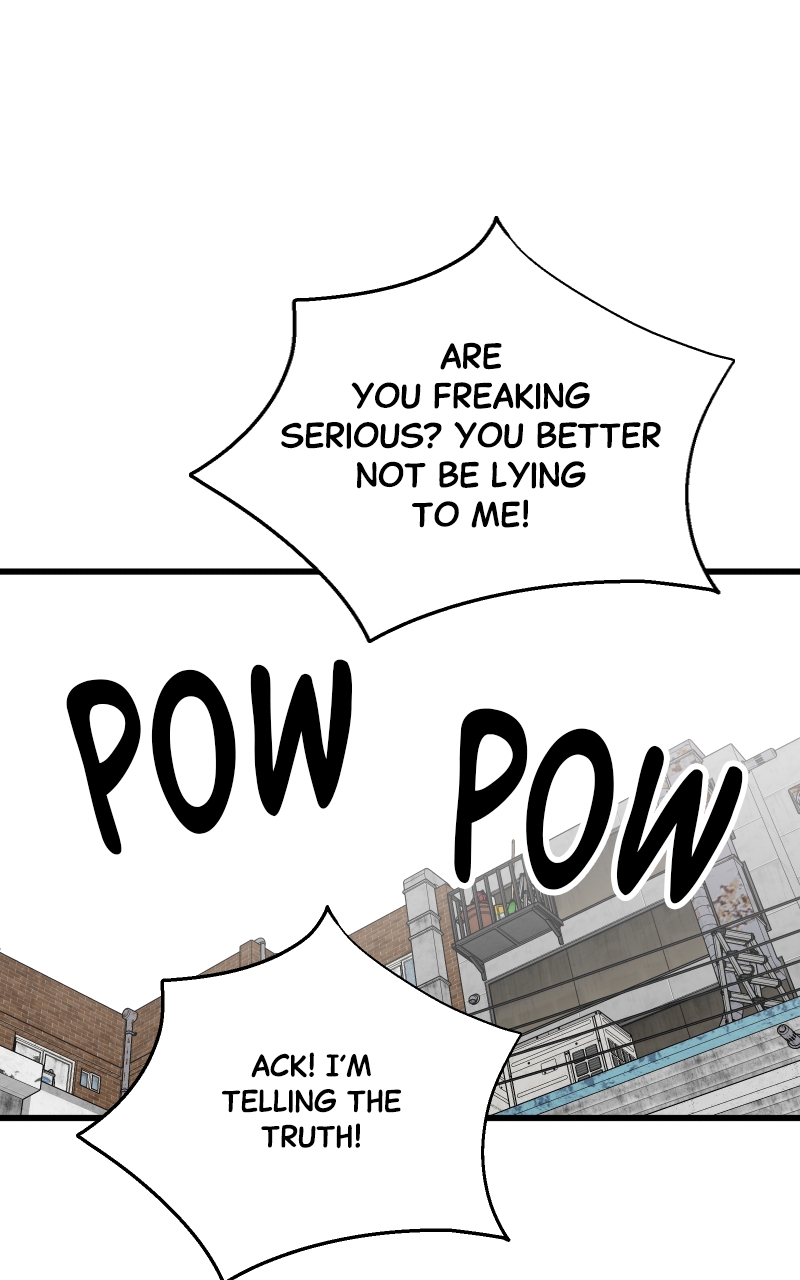 ARE
YOU FREAKING
SERIOUS? YOU BETTER
NOT BE LYING
TO ME!
POW
POW
ACK! I'M
TELLING THE
TRUTH!